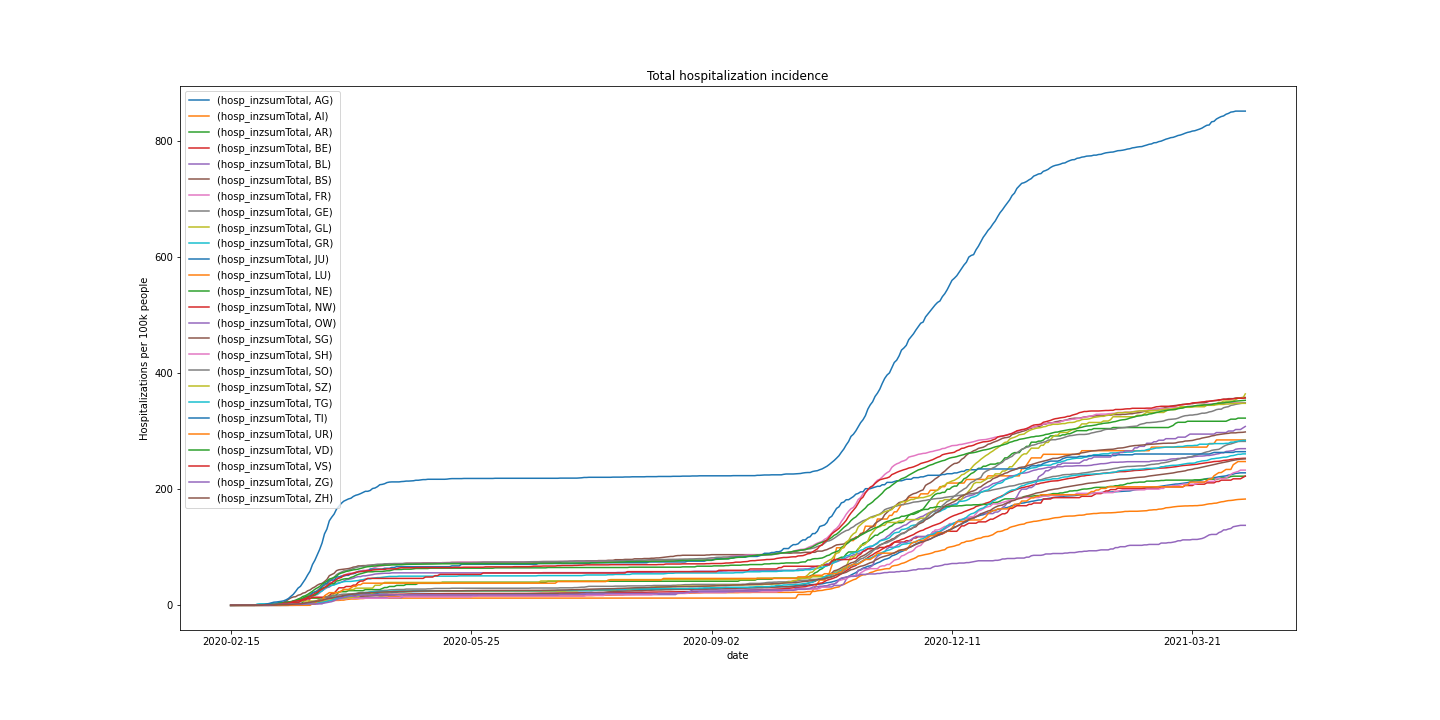 Total hospitalization incidence
(hosp_inzsumTotal, AG)
(hosp_inzsumTotal, AI)
(hosp_inzsumTotal, AR)
(hosp_inzsumTotal, BE)
(hosp_inzsumTotal, BL)
(hosp_inzsumTotal, BS)
(hosp_inzsumTotal, FR)
(hosp_inzsumTotal, GE)
(hosp_inzsumTotal, GL)
(hosp_inzsumTotal, GR)
(hosp_inzsumTotal, JU)
(hosp_inzsumTotal, LU)
(hosp_inzsumTotal, NE)
(hosp_inzsumTotal, NW)
(hosp_inzsumTotal, OW)
(hosp_inzsumTotal, SG)
(hosp_inzsumTotal, SH)
(hosp_inzsumTotal, SO)
(hosp_inzsumTotal, SZ)
(hosp_inzsumTotal, TG)
(hosp_inzsumTotal, TI)
(hosp_inzsumTotal, UR)
(hosp_inzsumTotal, VD)
(hosp_inzsumTotal, VS)
(hosp_inzsumTotal, ZG)
(hosp_inzsumTotal, ZH)
Hospitalizations per 100k people
800
600
400
200
0
2020-02-15 2020-05-25 2020-09-02 2020-12-11 2021-03-21
date